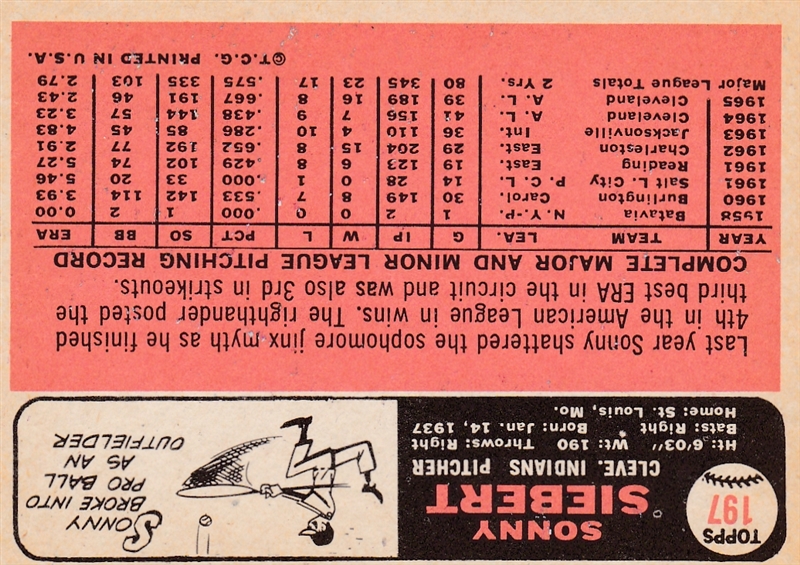 TOPPS
197
SONNY
SIEBERT
CLEVE. INDIANS PITCHER
Ht: 6'03" Wt: 190 Throws: Right
Bats: Right Born: Jan. 14, 1937
Home: St. Louis, Mo.
SONNY
BROKE INTO
PRO BALL
AS AN
OUTFIELDER
Last year Sonny shattered the sophomore jinx myth as he finished
4th in the American League in wins. The righthander posted the
third best ERA in the circuit and was also 3rd in strikeouts.
COMPLETE MAJOR AND MINOR LEAGUE PITCHING RECORD
YEAR TEAM LEA. G IP W L PCT SO BB ERA
1958 Batavia N.Y.-P. 1 2 0 0 .000 1 2 0.00
1960 Burlington Carol. 30 149 8 7 .533 142 114 3.93
1961 Salt L. City P. C. L. 14 28 0 1 .000 33 20 5.46
1961 Reading East. 19 123 6 8 .429 102 74 5.27
1962 Charleston East. 29 204 15 8 .652 192 77 2.91
1963 Jacksonville Int. 36 110 4 10 .286 85 45 4.83
1964 Cleveland A. L. 41 156 7 9 .438 144 57 3.23
1965 Cleveland A. L. 39 189 16 8 .667 191 46 2.43
Major League Totals 2 Yrs. 80 345 23 17 .575 335 103 2.79
©T.C.G. PRINTED IN U.S.A.